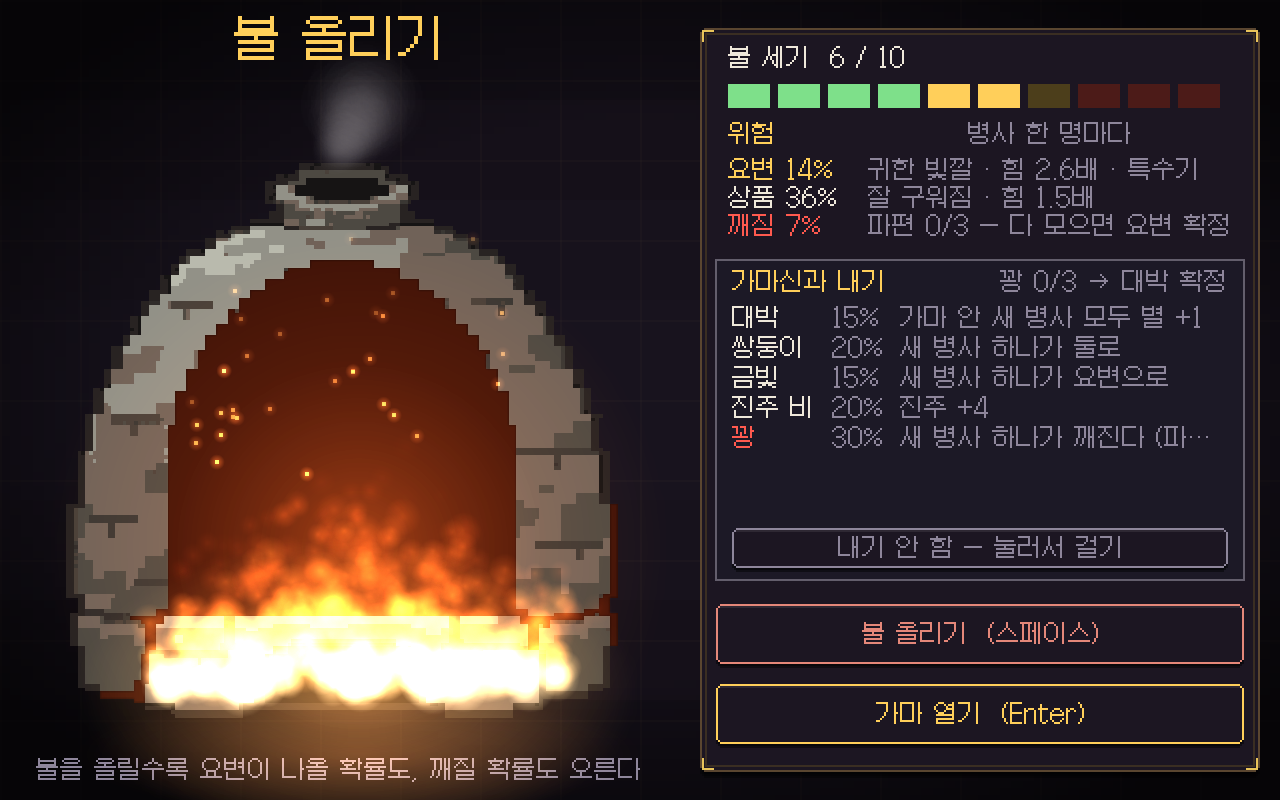 불 올리기
불 세기 6 / 10
위험 병사 한 명마다
요변 14% 귀한 빛깔 · 힘 2.6배 · 특수기
상품 36% 잘 구워짐 · 힘 1.5배
깨짐 7% 파편 0/3 — 다 모으면 요변 확정
가마신과 내기 꽝 0/3 → 대박 확정
대박 15% 가마 안 새 병사 모두 별 +1
쌍둥이 20% 새 병사 하나가 둘로
금빛 15% 새 병사 하나가 요변으로
진주 비 20% 진주 +4
꽝 30% 새 병사 하나가 깨진다 (파…
내기 안 함 — 눌러서 걸기
불 올리기 (스페이스)
가마 열기 (Enter)
불을 올릴수록 요변이 나올 확률도, 깨질 확률도 오른다